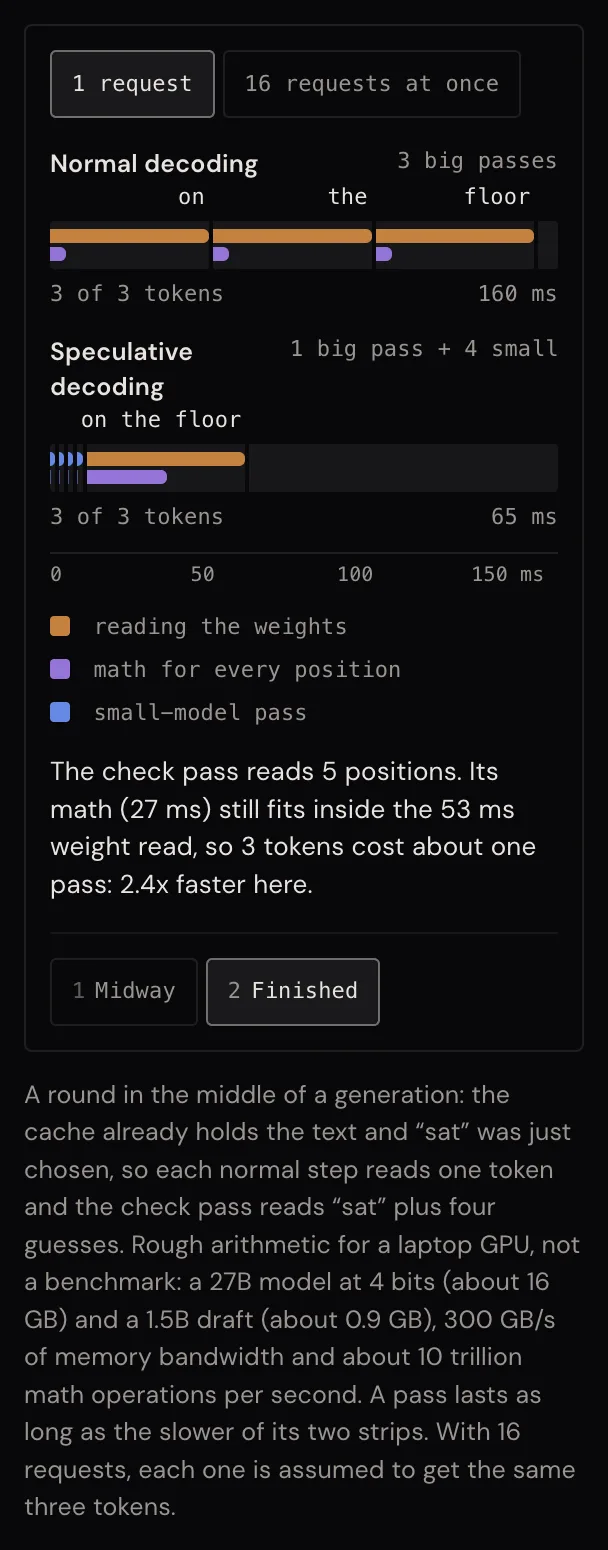 1 request
16 requests at once
Normal decoding
3 big passes
on the floor
3 of 3 tokens
160 ms
Speculative
decoding
1 big pass + 4 small
on the floor
3 of 3 tokens
65 ms
0 50 100 150 ms
reading the weights
math for every position
small–model pass
The check pass reads 5 positions. Its
math (27 ms) still fits inside the 53 ms
weight read, so 3 tokens cost about one
pass: 2.4x faster here.
1 Midway
2 Finished
A round in the middle of a generation: the
cache already holds the text and “sat” was just
chosen, so each normal step reads one token
and the check pass reads “sat” plus four
guesses. Rough arithmetic for a laptop GPU, not
a benchmark: a 27B model at 4 bits (about 16
GB) and a 1.5B draft (about 0.9 GB), 300 GB/s
of memory bandwidth and about 10 trillion
math operations per second. A pass lasts as
long as the slower of its two strips. With 16
requests, each one is assumed to get the same
three tokens.